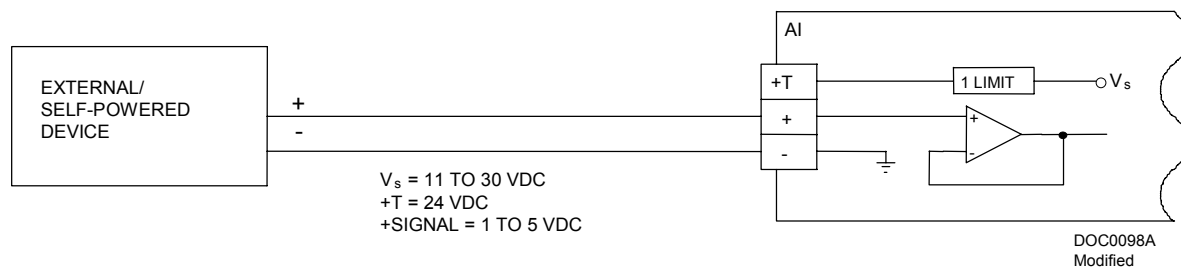 EXTERNAL/
SELF-POWERED
DEVICE
+
-
Vs = 11 TO 30 VDC
+T = 24 VDC
+SIGNAL = 1 TO 5 VDC
AI
+T
+
-
1 LIMIT
Vs
+
-
DOC0098A
Modified